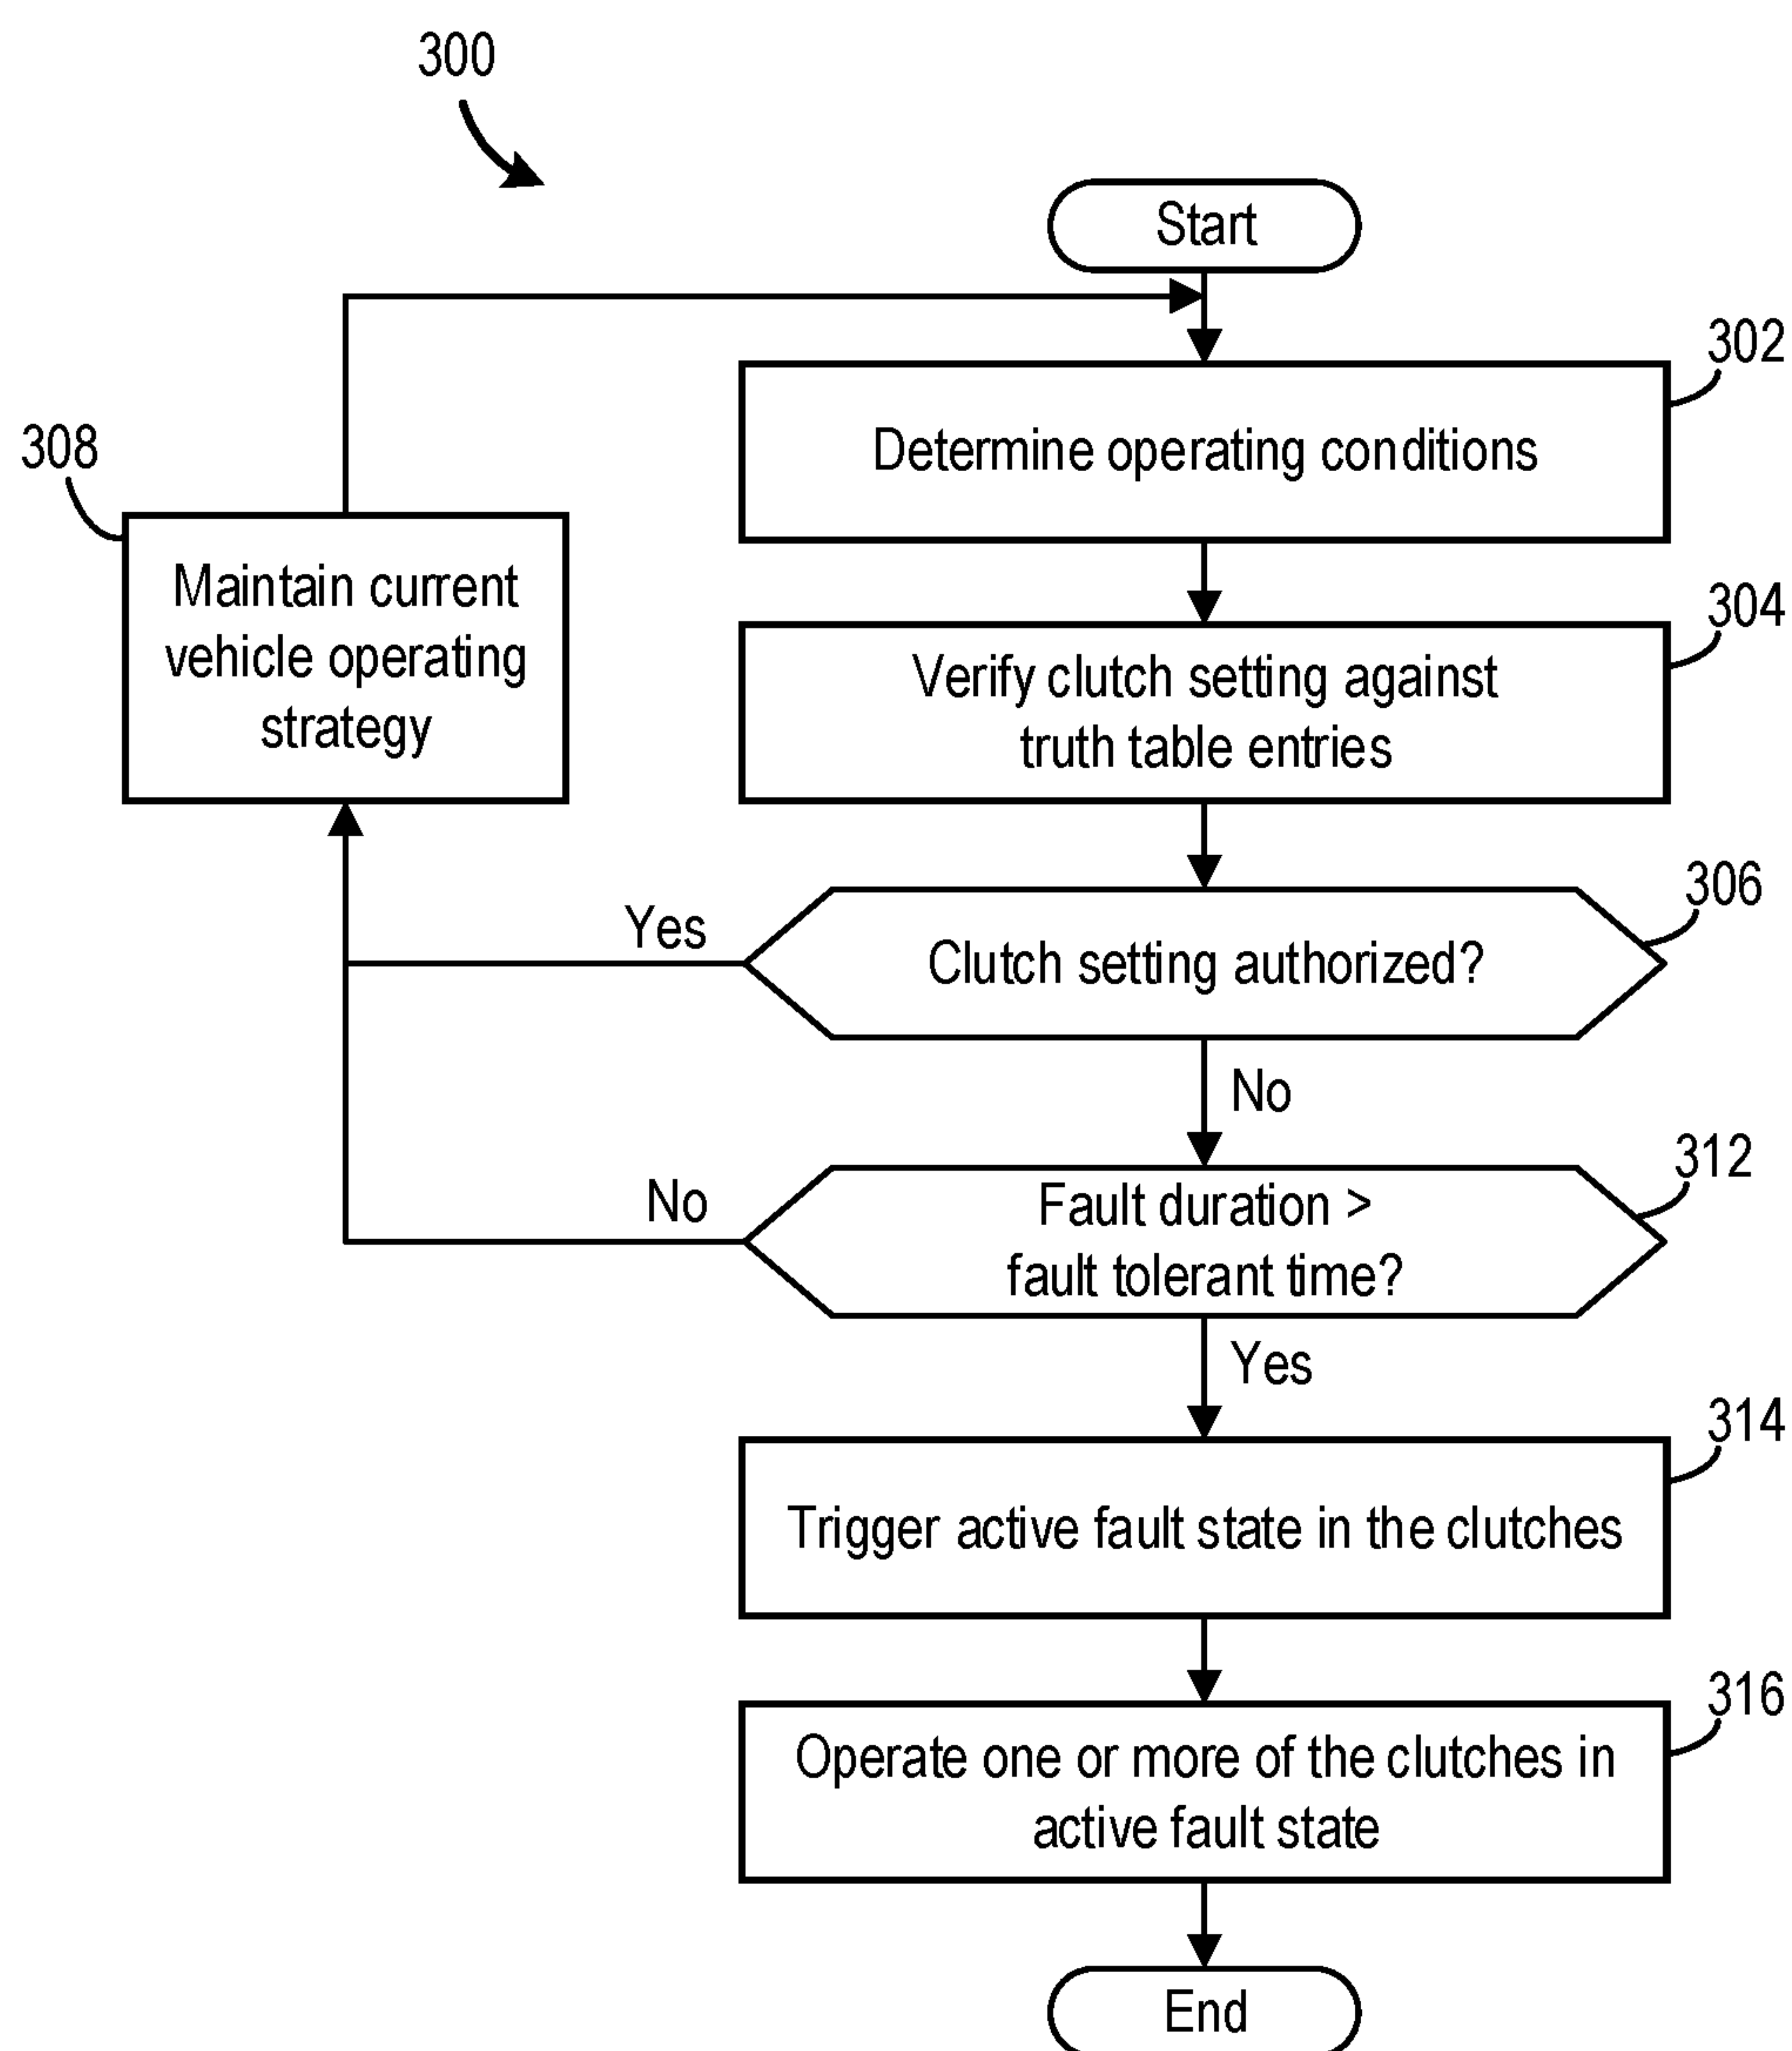 300
Start
302
Determine operating conditions
308
Maintain current
vehicle operating
strategy
304
Verify clutch setting against
truth table entries
306
Yes
Clutch setting authorized?
No
312
No
Fault duration >
fault tolerant time?
Yes
314
Trigger active fault state in the clutches
316
Operate one or more of the clutches in
active fault state
End